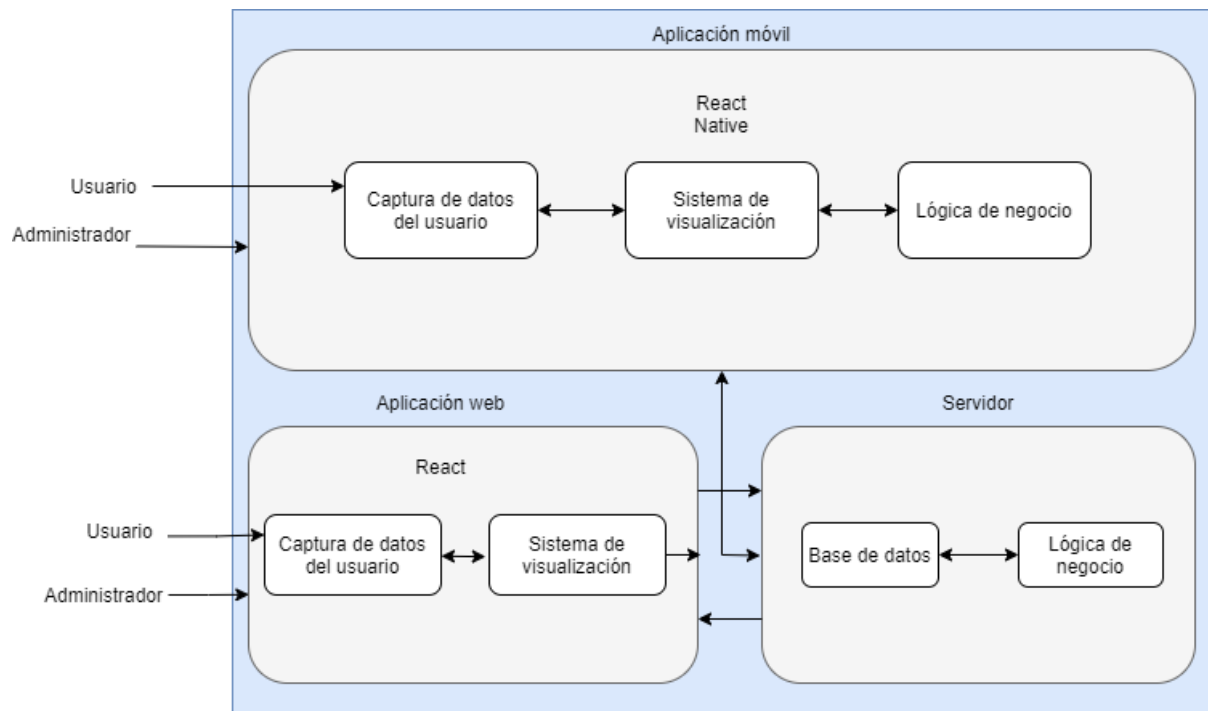 Aplicación móvil
React
Native
Usuario
Captura de datos
del usuario
Sistema de
visualización
Lógica de negocio
Administrador
Aplicación web
Servidor
React
Usuario
Captura de datos
del usuario
Sistema de
visualización
Base de datos
Lógica de
negocio
Administrador